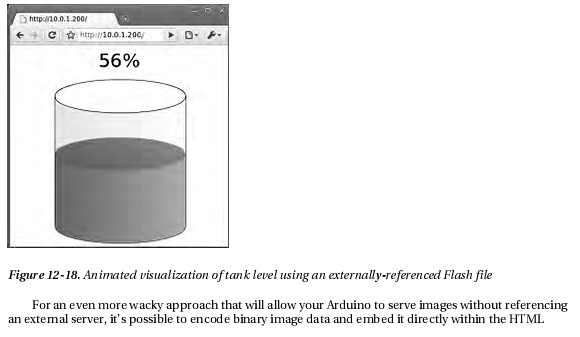 http://10.0.1.200/
http://10.0.1.200/
56%
Figure 12-18. Animated visualization of tank level using an externally-referenced Flash file
For an even more wacky approach that will allow your Arduino to serve images without referencing
an external server, it's possible to encode binary image data and embed it directly within the HTML